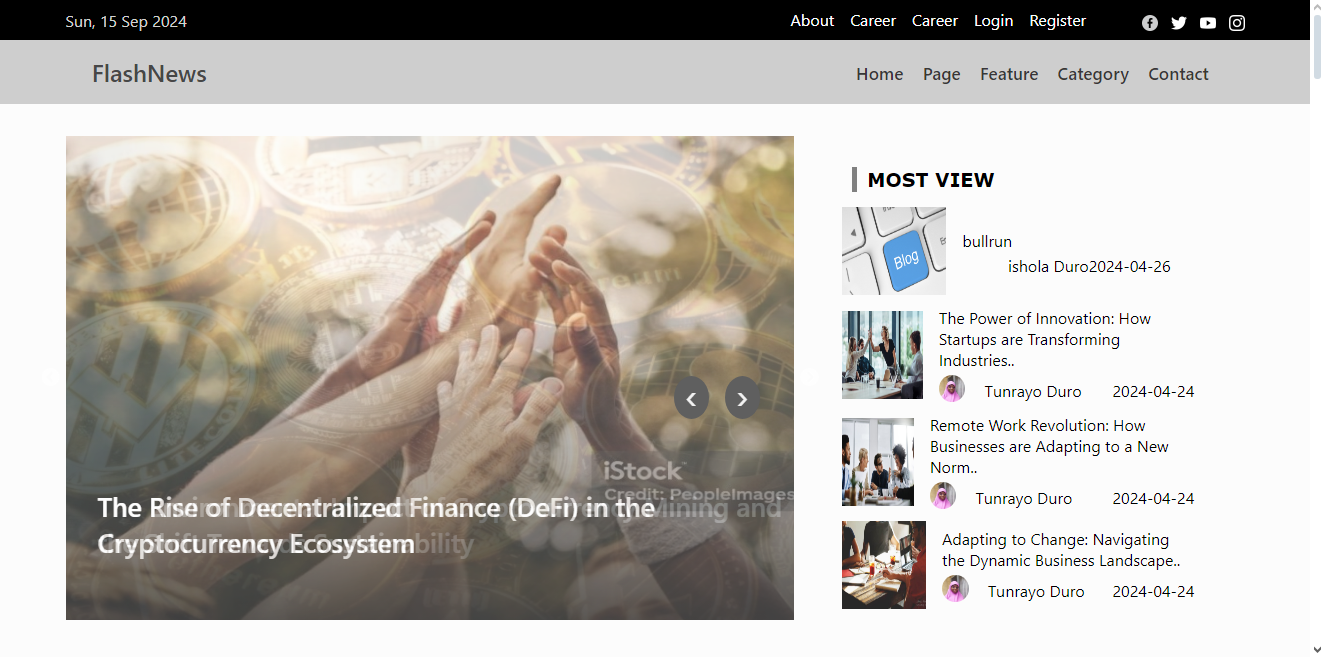 Sun, 15 Sep 2024
About Career Career Login Register
FlashNews
Home Page Feature Category Contact
MOST VIEW
Blog
bullrun
ishola Duro2024-04-26
The Power of Innovation: How
Startups are Transforming
Industries..
Tunrayo Duro 2024-04-24
Remote Work Revolution: How
Businesses are Adapting to a New
Norm..
Tunrayo Duro 2024-04-24
Adapting to Change: Navigating
the Dynamic Business Landscape..
Tunrayo Duro 2024-04-24
iStock
Credit: PeopleImages
The Rise of Decentralized Finance (DeFi) in the
Cryptocurrency Ecosystem